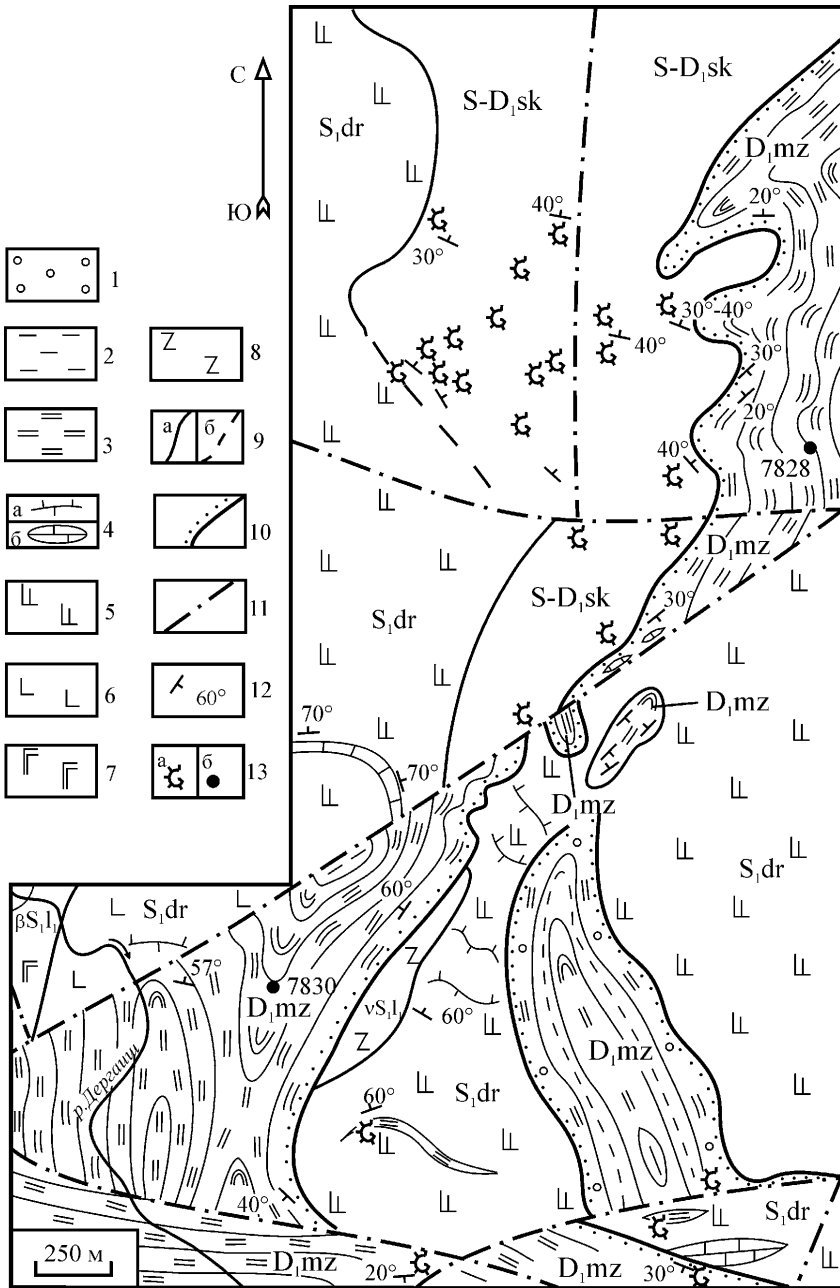 С
Ю
1
2
3
а
б
4
5
6
7
8
а
б
9
10
11
60°
12
а
б
13
S₁dr
S-D₁sk
S-D₁sk
D₁mz
20°
40°
30°
30°-40°
40°
30°
20°
40°
7828
D₁mz
30°
S-D₁sk
S₁dr
D₁mz
70°
70°
D₁mz
S₁dr
60°
βS₁l₁
S₁dr
57°
7830
D₁mz
νS₁l₁
60°
D₁mz
р. Дергаиш
S₁dr
60°
40°
S₁dr
250 м
D₁mz
20°
D₁mz
30°